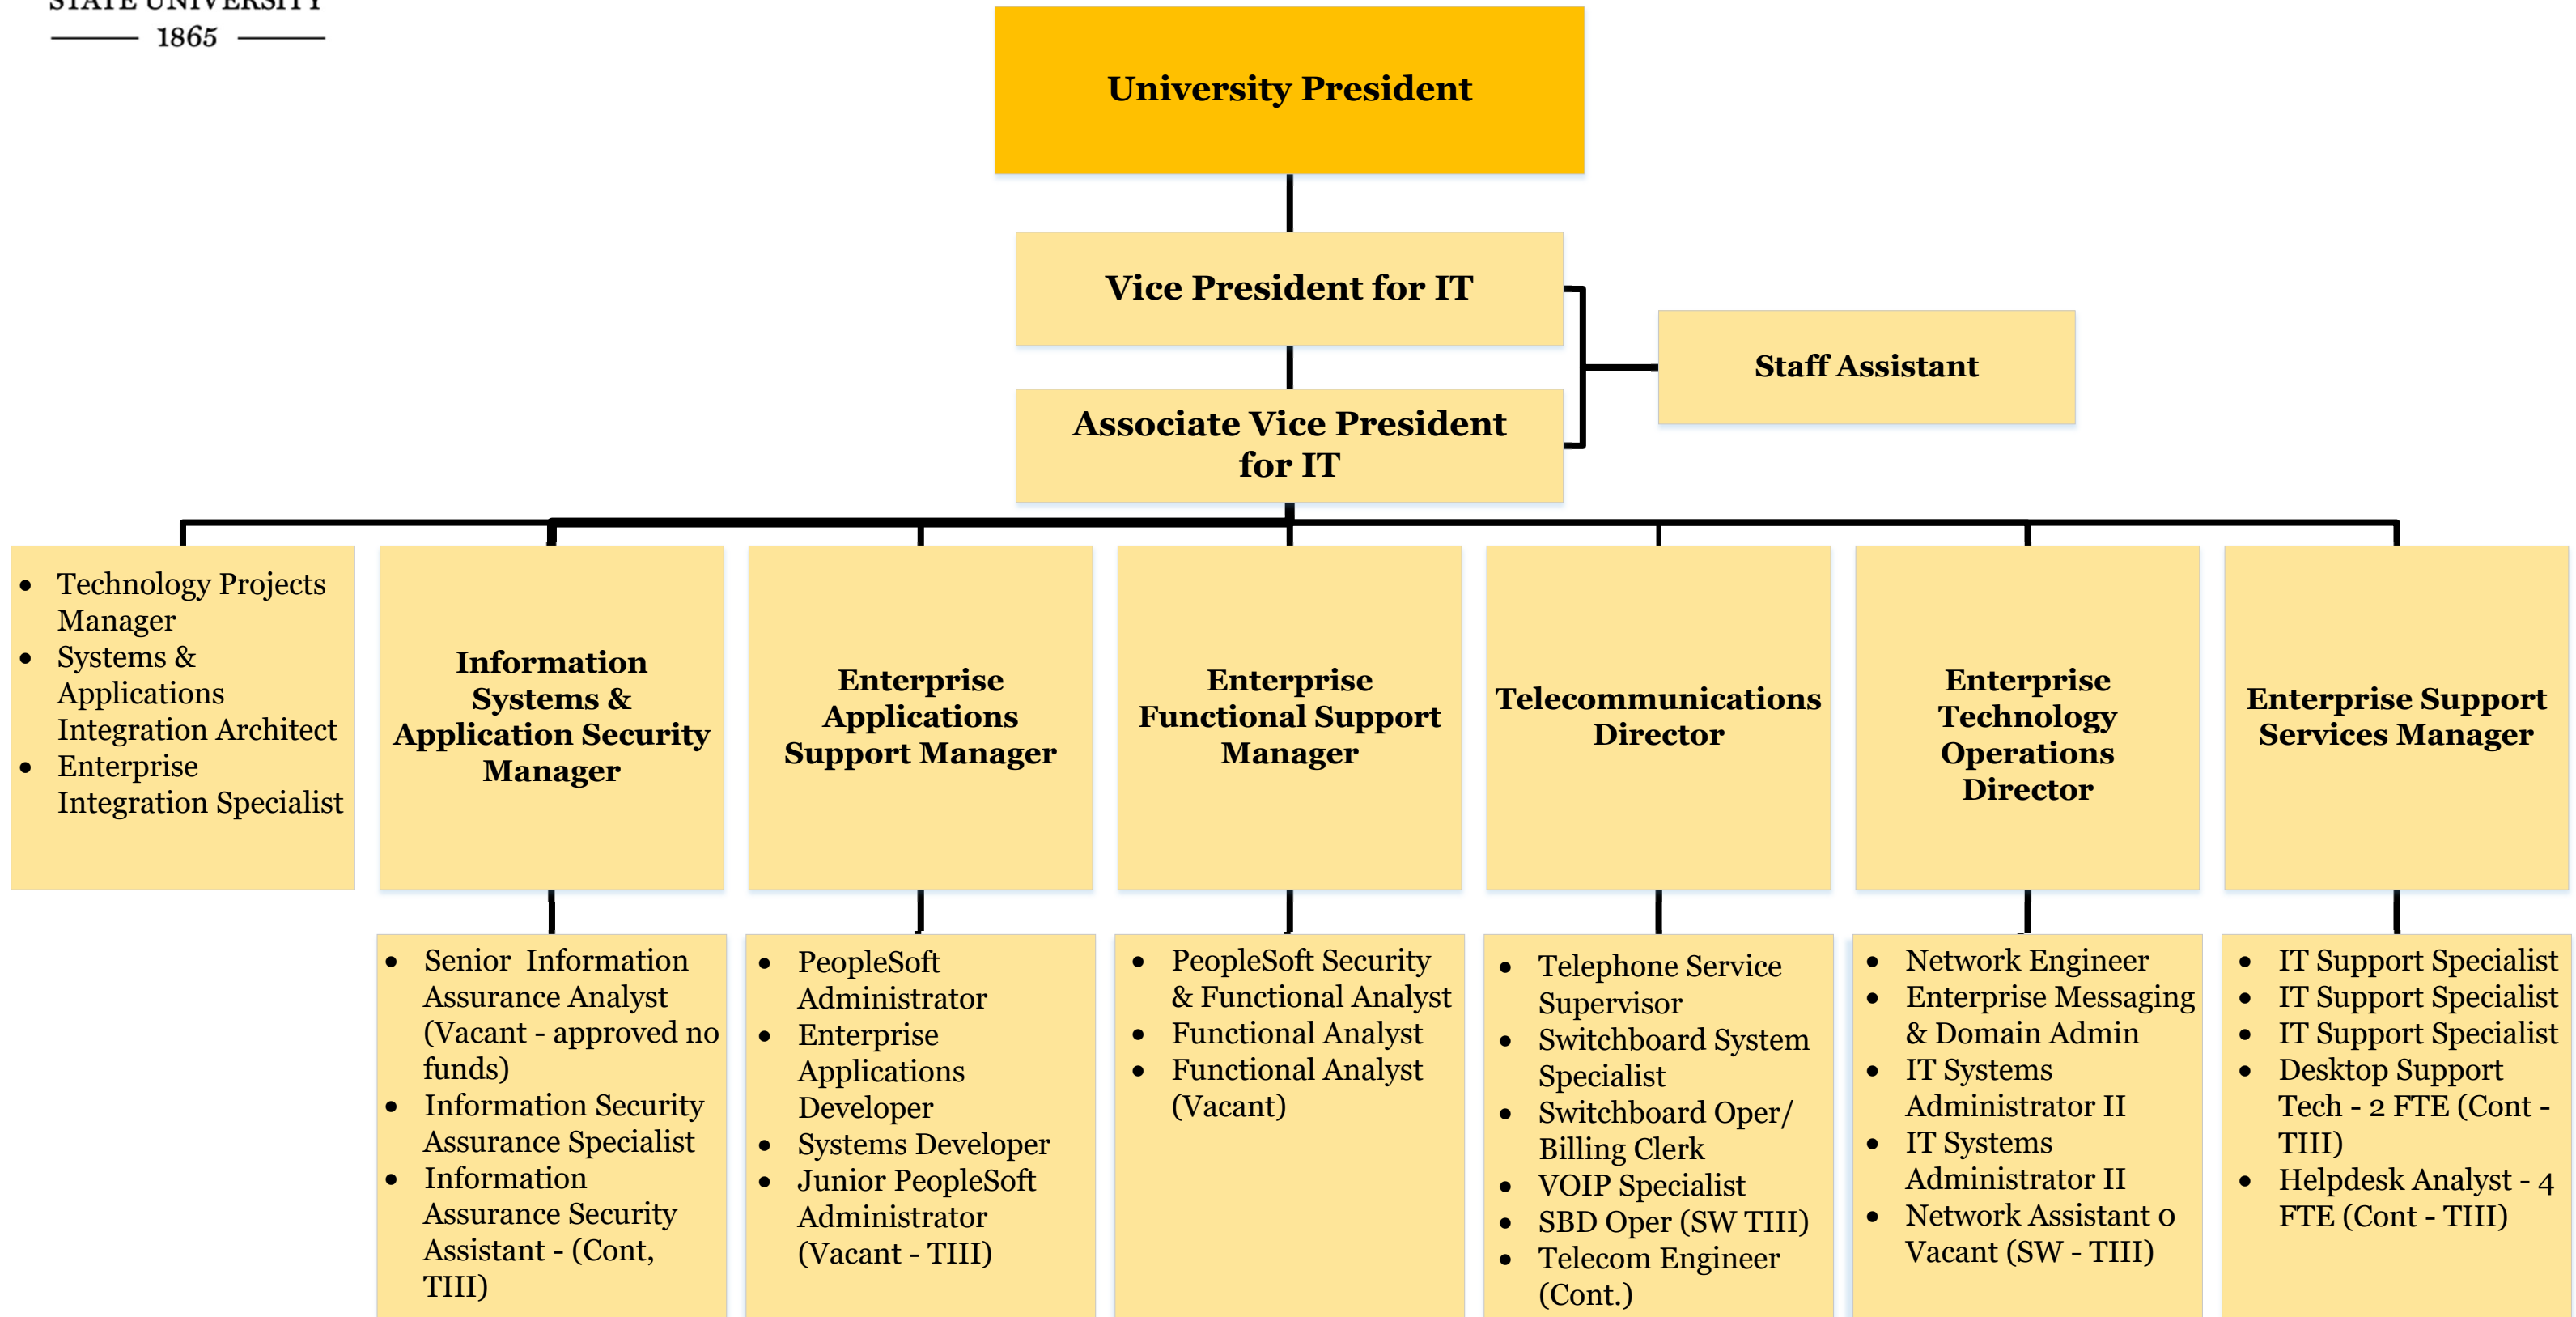 STATE UNIVERSITY
1865
University President
Vice President for IT
Staff Assistant
Associate Vice President
for IT
• Technology Projects
Manager
• Systems &
Applications
Integration Architect
• Enterprise
Integration Specialist
Information
Systems &
Application Security
Manager
Enterprise
Applications
Support Manager
Enterprise
Functional Support
Manager
Telecommunications
Director
Enterprise
Technology
Operations
Director
Enterprise Support
Services Manager
• Senior Information
Assurance Analyst
(Vacant - approved no
funds)
• Information Security
Assurance Specialist
• Information
Assurance Security
Assistant - (Cont,
TIII)
• PeopleSoft
Administrator
• Enterprise
Applications
Developer
• Systems Developer
• Junior PeopleSoft
Administrator
(Vacant - TIII)
• PeopleSoft Security
& Functional Analyst
• Functional Analyst
• Functional Analyst
(Vacant)
• Telephone Service
Supervisor
• Switchboard System
Specialist
• Switchboard Oper/
Billing Clerk
• VOIP Specialist
• SBD Oper (SW TIII)
• Telecom Engineer
(Cont.)
• Network Engineer
• Enterprise Messaging
& Domain Admin
• IT Systems
Administrator II
• IT Systems
Administrator II
• Network Assistant 0
Vacant (SW - TIII)
• IT Support Specialist
• IT Support Specialist
• IT Support Specialist
• Desktop Support
Tech - 2 FTE (Cont -
TIII)
• Helpdesk Analyst - 4
FTE (Cont - TIII)